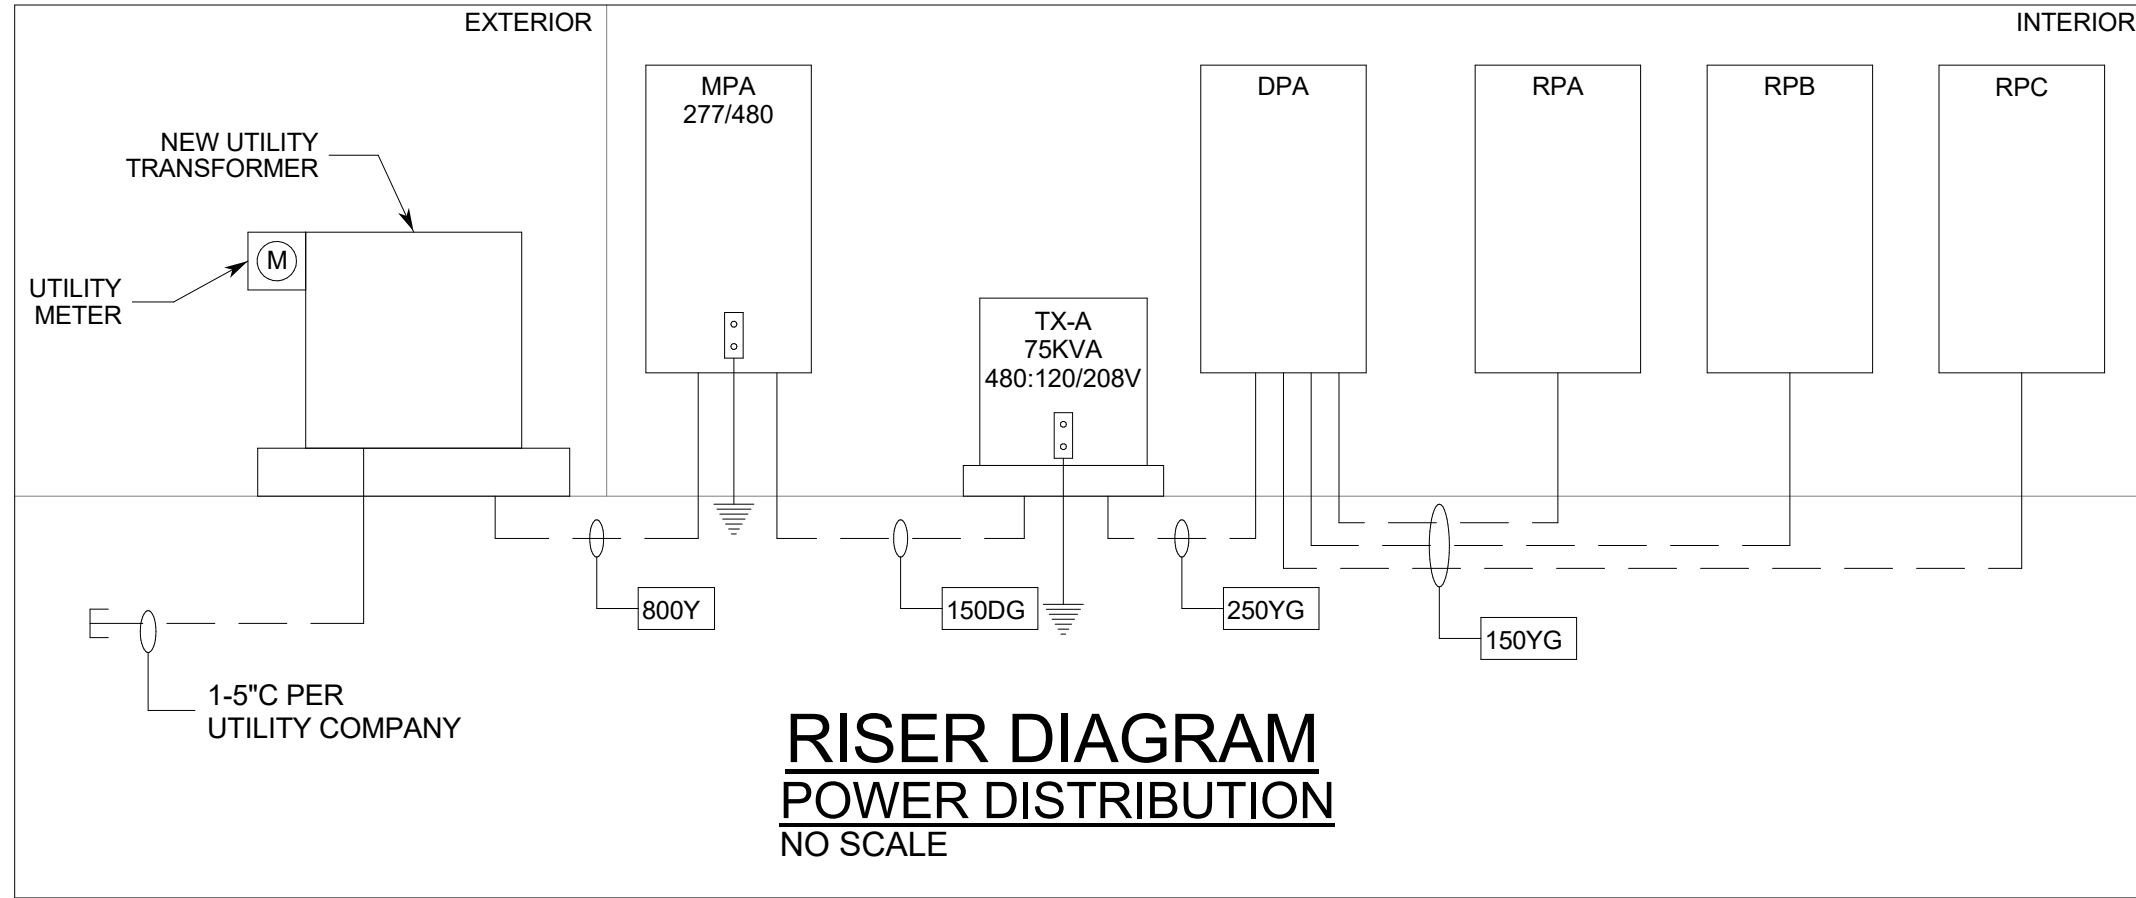 EXTERIOR
INTERIOR
MPA
277/480
DPA
RPA
RPB
RPC
NEW UTILITY
TRANSFORMER
M
UTILITY
METER
TX-A
75KVA
480:120/208V
800Y
150DG
250YG
150YG
1-5"C PER
UTILITY COMPANY
RISER DIAGRAM
POWER DISTRIBUTION
NO SCALE